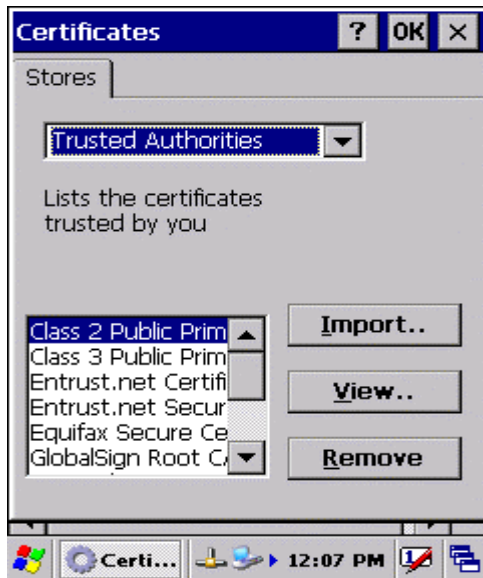 Certificates ? OK ×
Stores
Trusted Authorities
Lists the certificates
trusted by you
Class 2 Public Prim
Class 3 Public Prim
Entrust.net Certifi
Entrust.net Secur
Equifax Secure Ce
GlobalSign Root C
Import..
View..
Remove
Certi... 12:07 PM